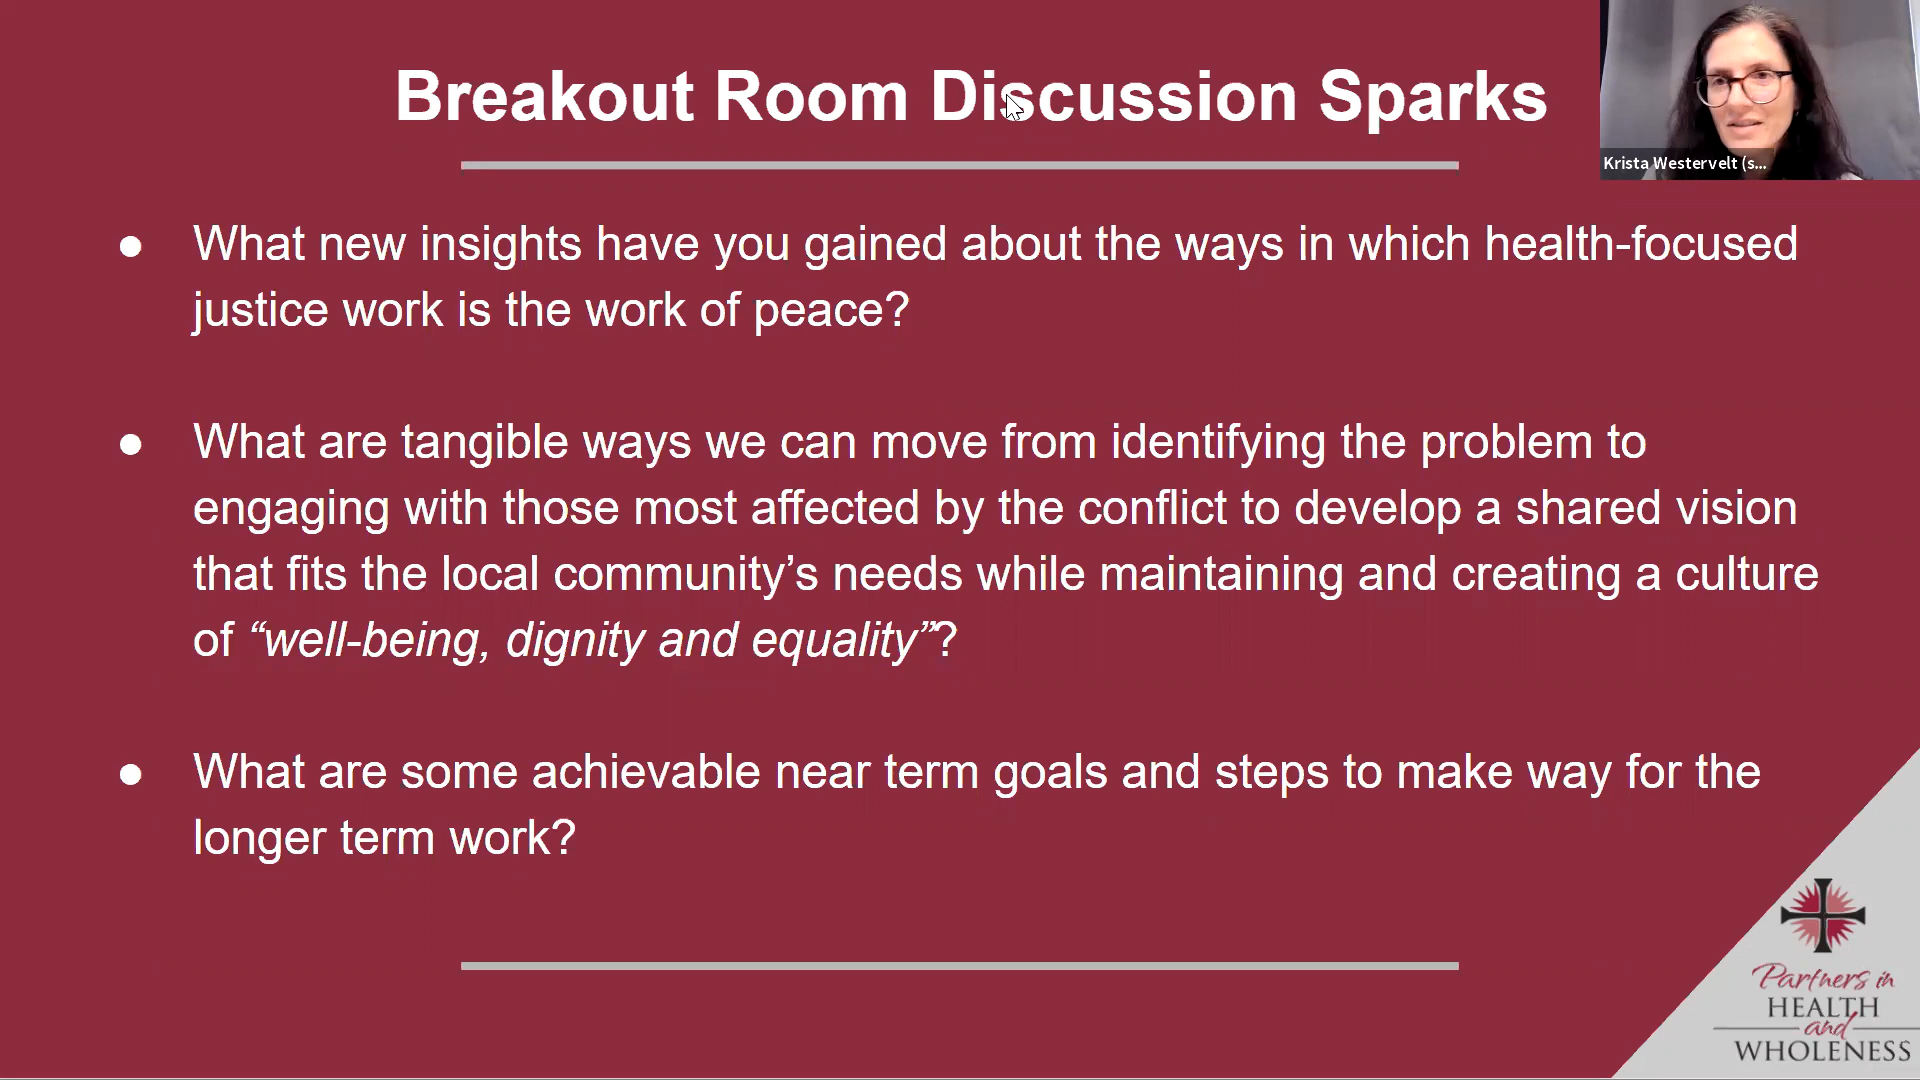 Breakout Room Discussion Sparks
Krista Westervelt (s...
● What new insights have you gained about the ways in which health-focused
justice work is the work of peace?
● What are tangible ways we can move from identifying the problem to
engaging with those most affected by the conflict to develop a shared vision
that fits the local community’s needs while maintaining and creating a culture
of “well-being, dignity and equality”?
● What are some achievable near term goals and steps to make way for the
longer term work?
Partners in
HEALTH
and
WHOLENESS